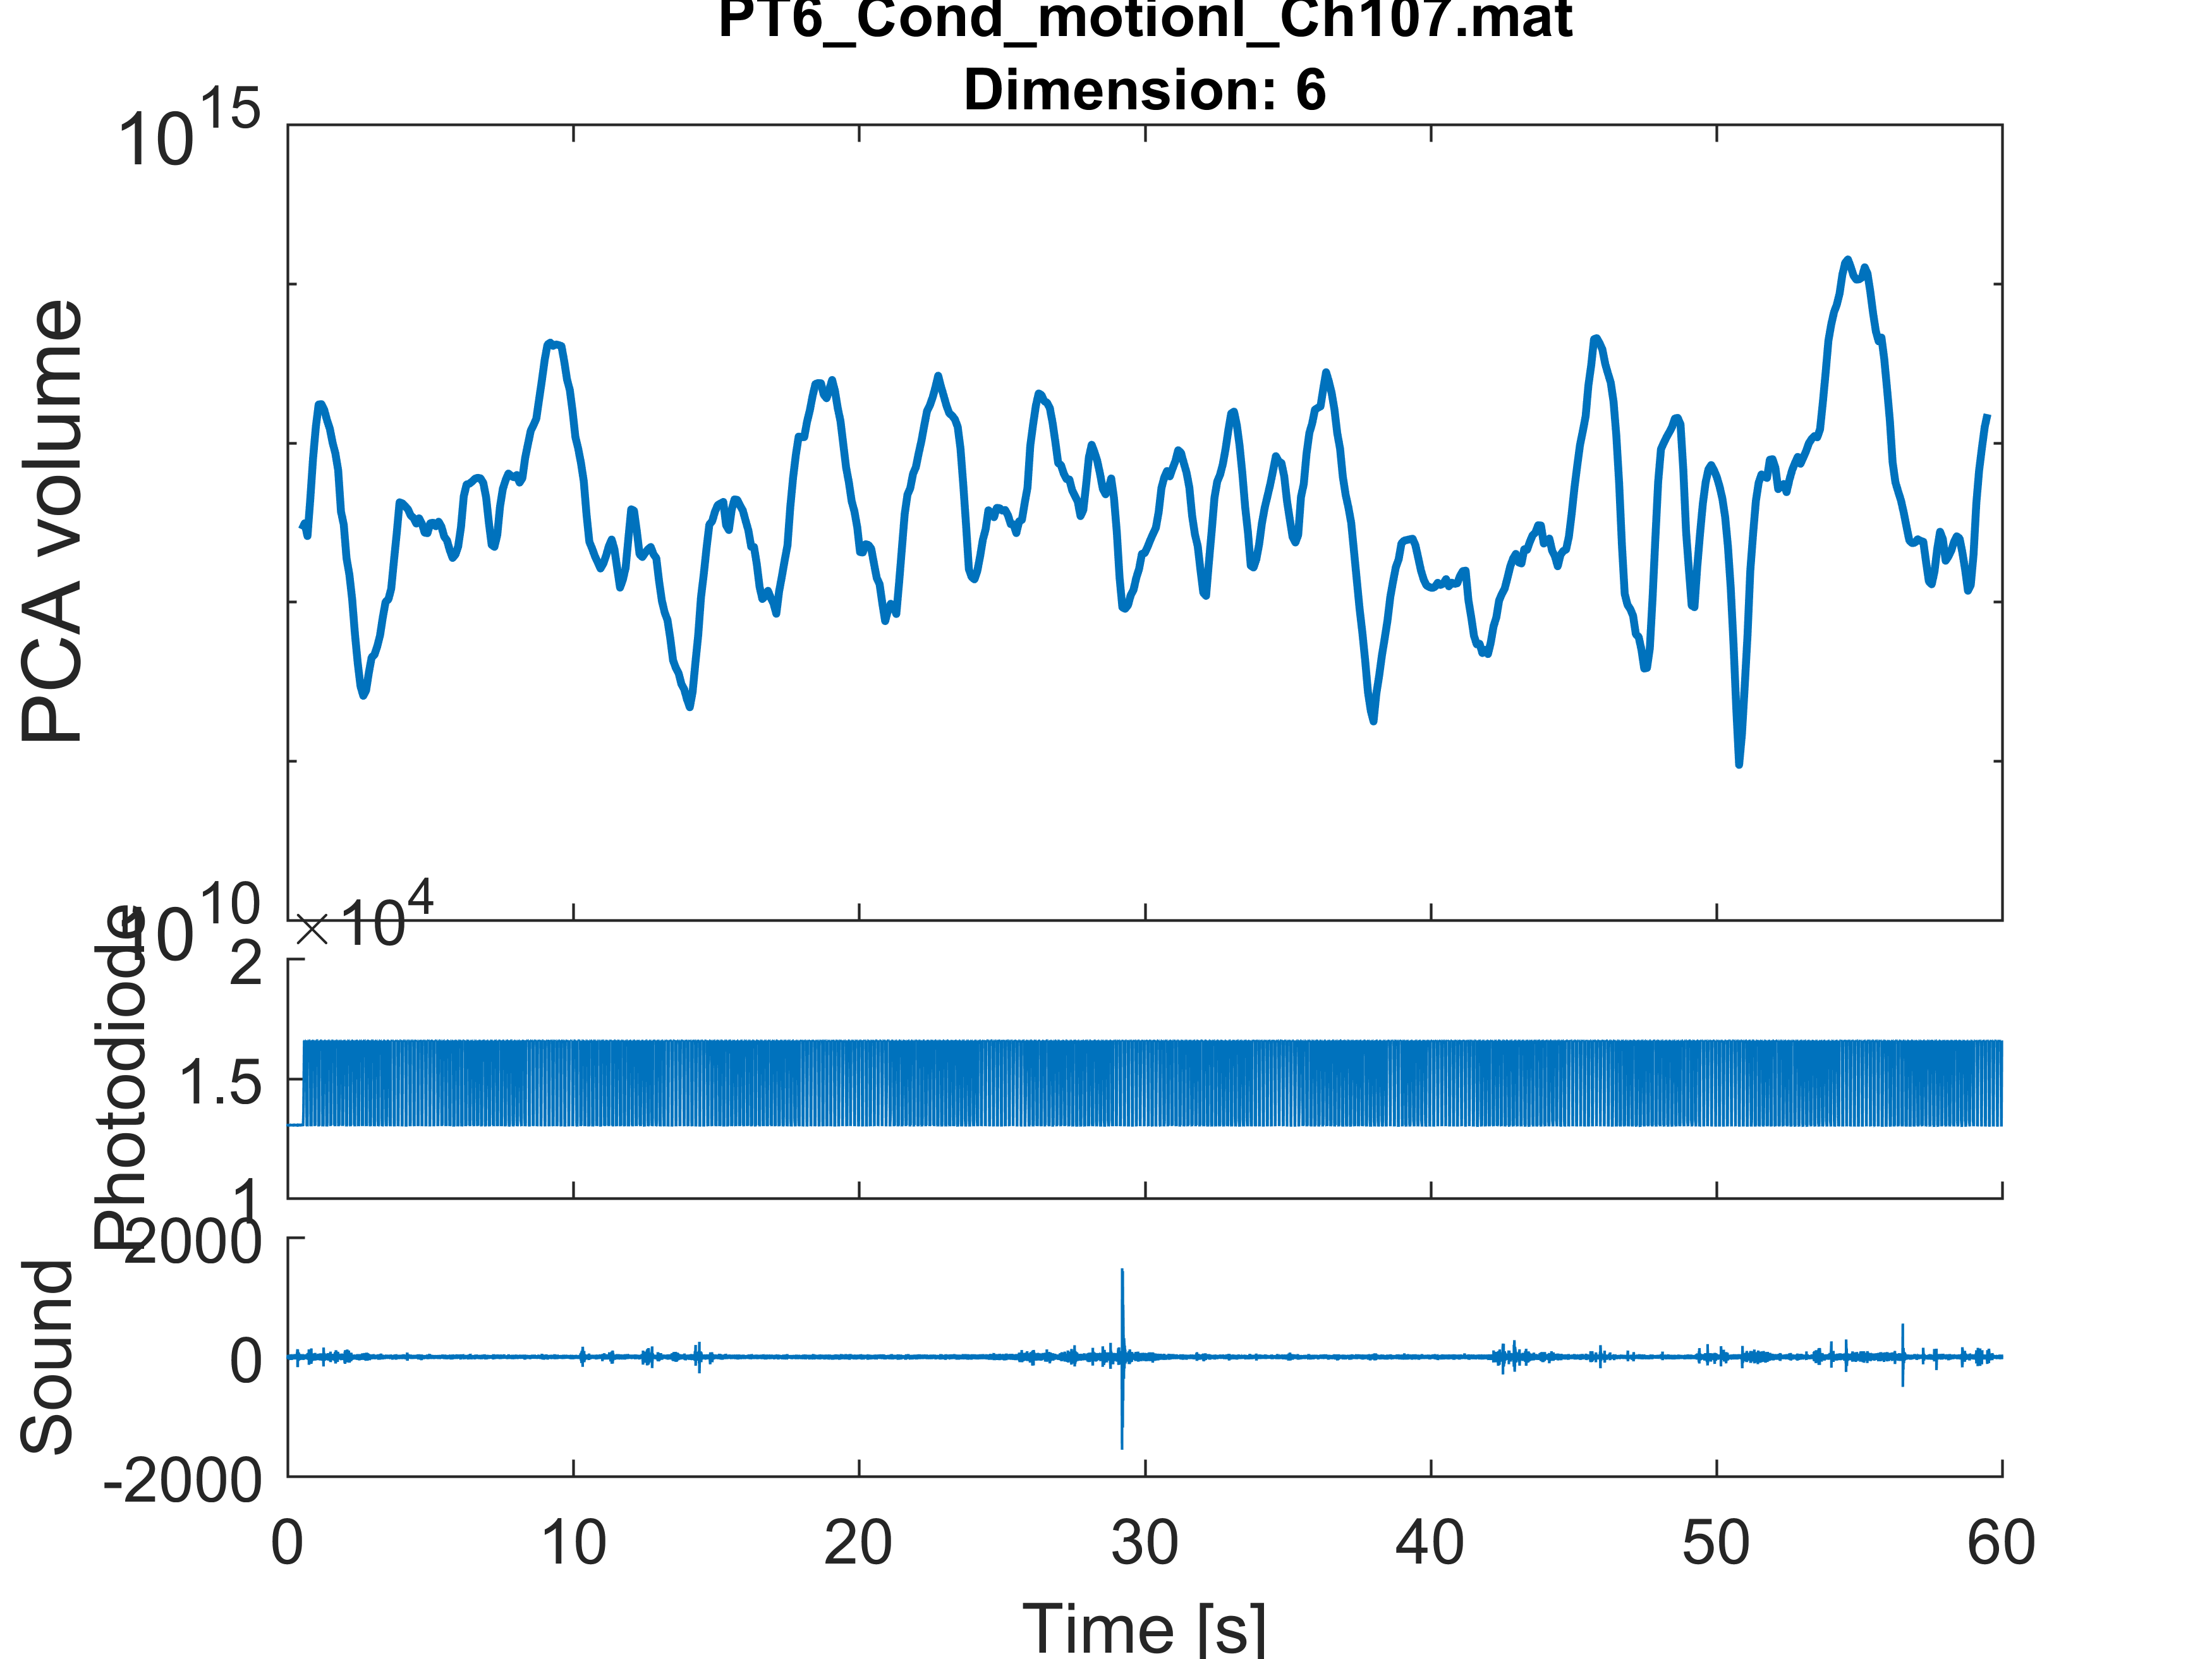 PT6_Cond_motionI_Ch107.mat
Dimension: 6
10^15
PCA volume
10^10
×10^4
2
Photodiode
1.5
1
2000
Sound
0
-2000
0 10 20 30 40 50 60
Time [s]